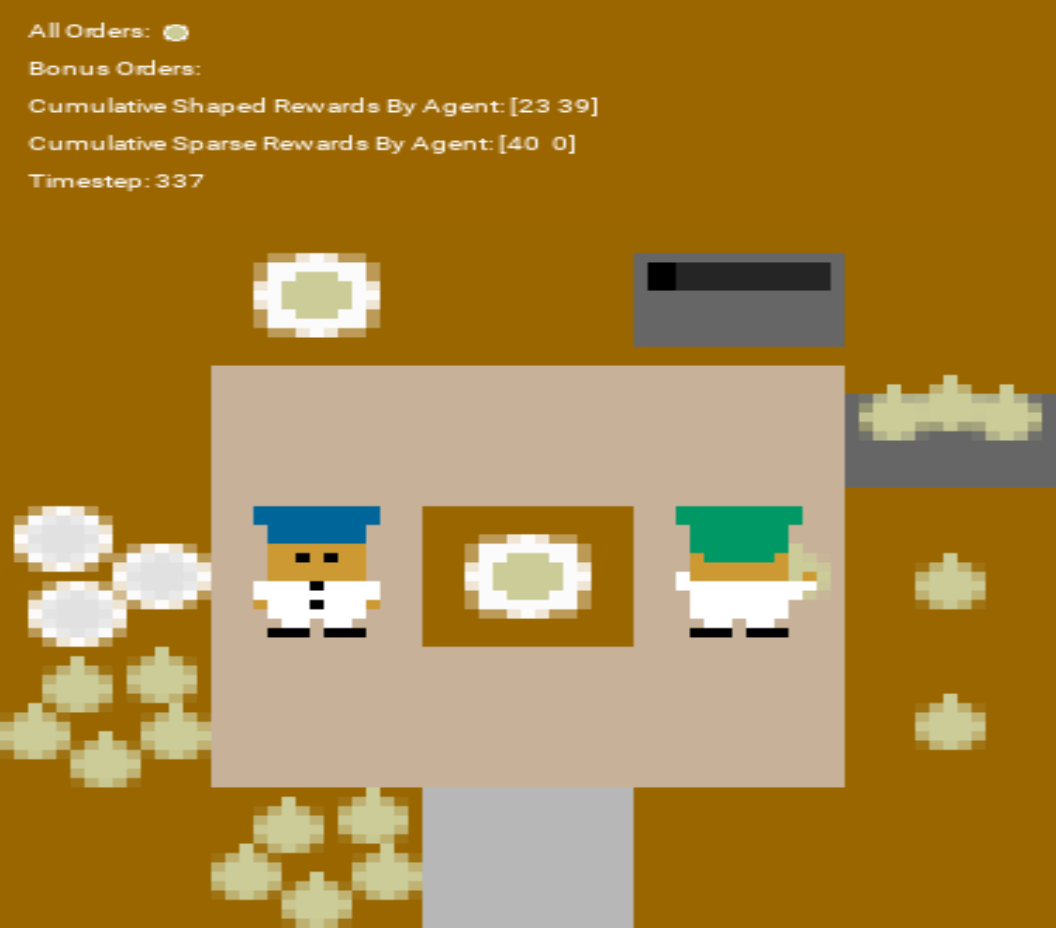 All Orders:
Bonus Orders:
Cumulative Shaped Rewards By Agent: [23 39]
Cumulative Sparse Rewards By Agent: [40 0]
Timestep: 337